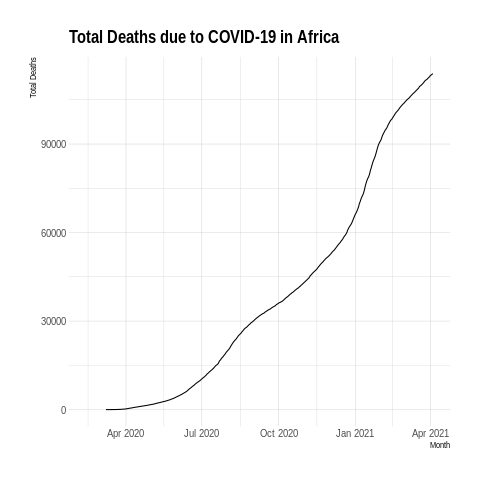 Total Deaths due to COVID-19 in Africa
Total Deaths
90000
60000
30000
0
Apr 2020 Jul 2020 Oct 2020 Jan 2021 Apr 2021
Month